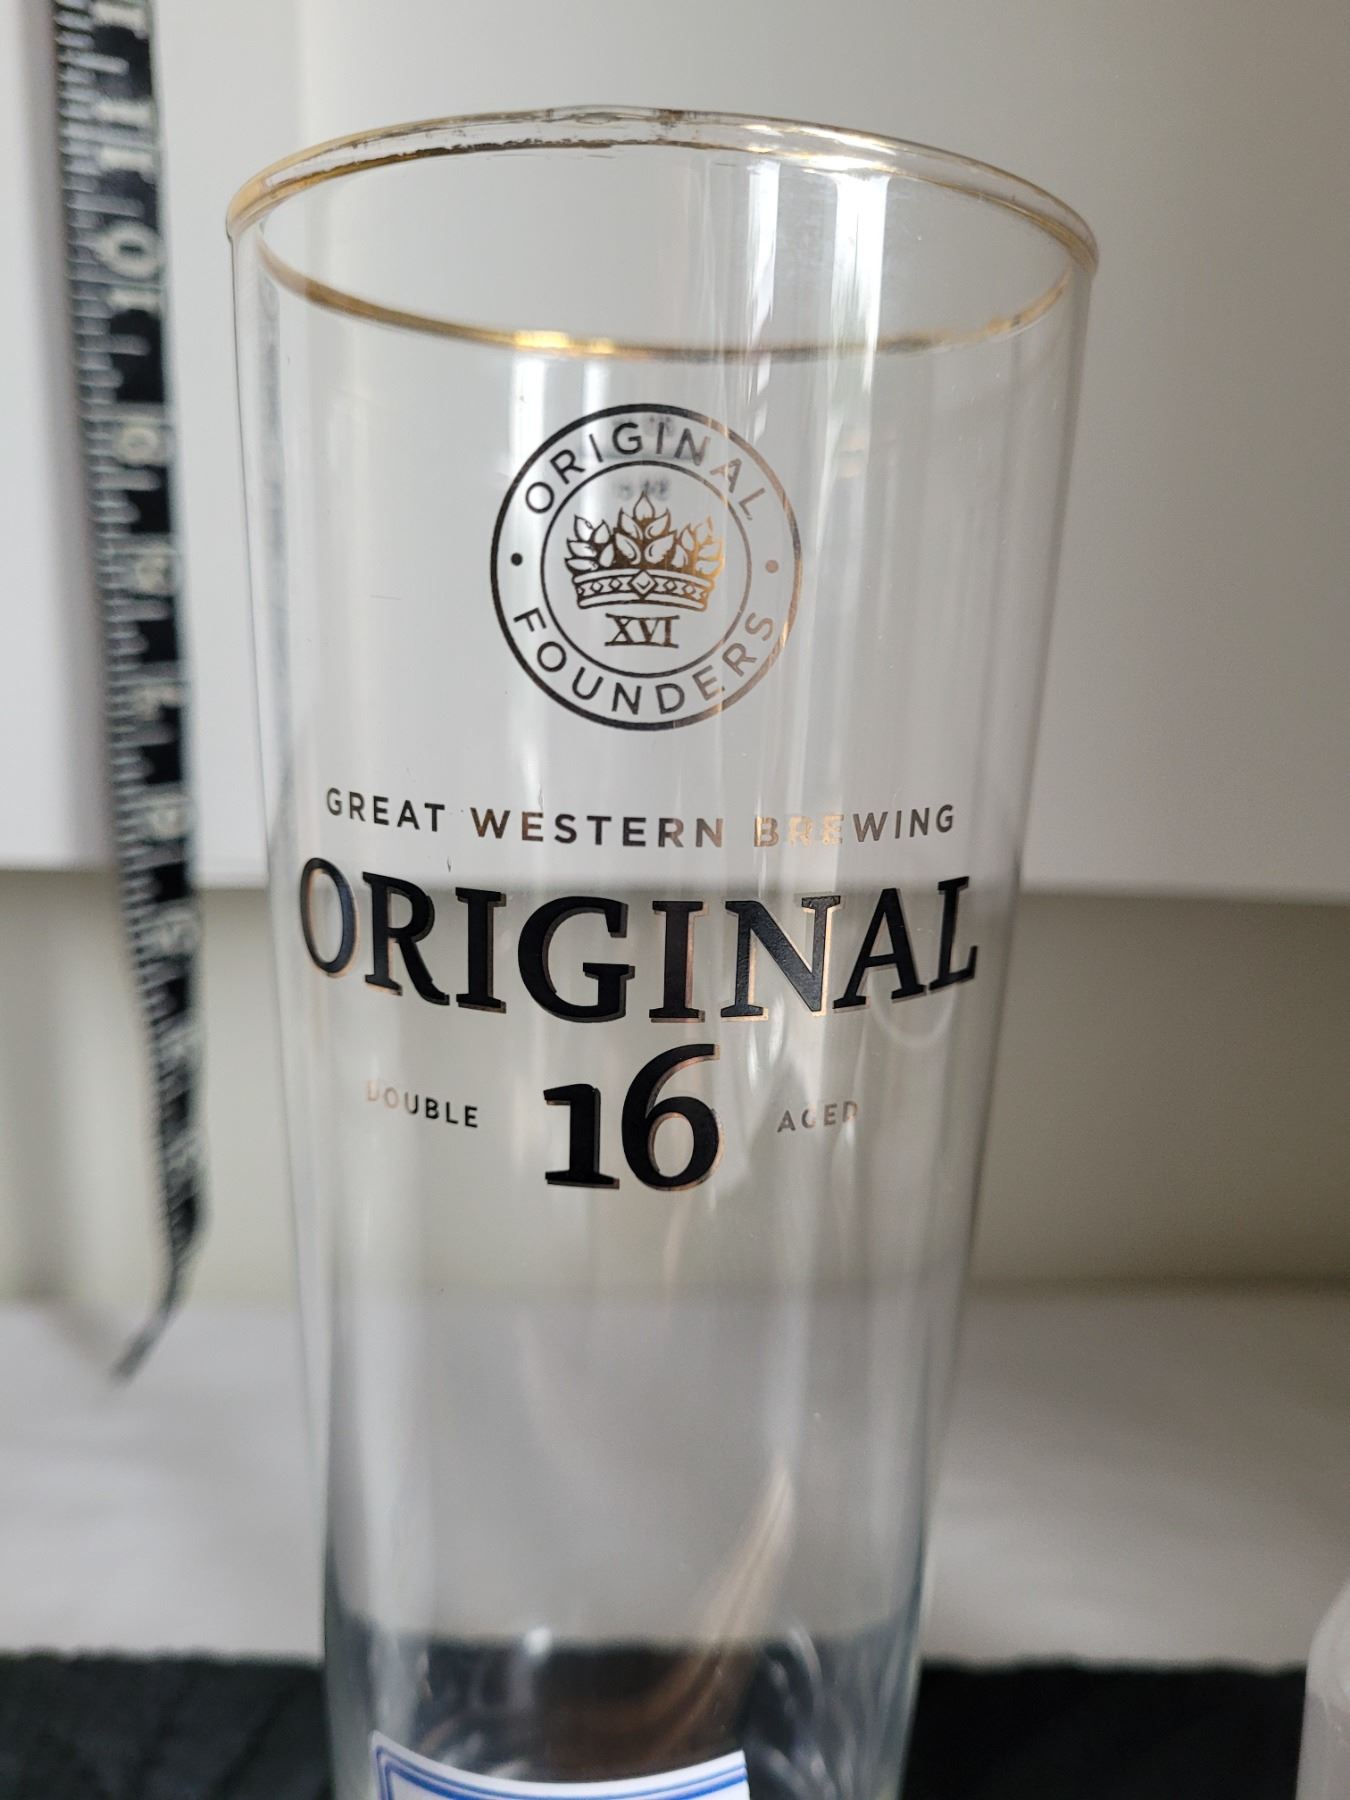 ORIGINAL
XVI
FOUNDERS
GREAT WESTERN BREWING
ORIGINAL
16
DOUBLE AGED